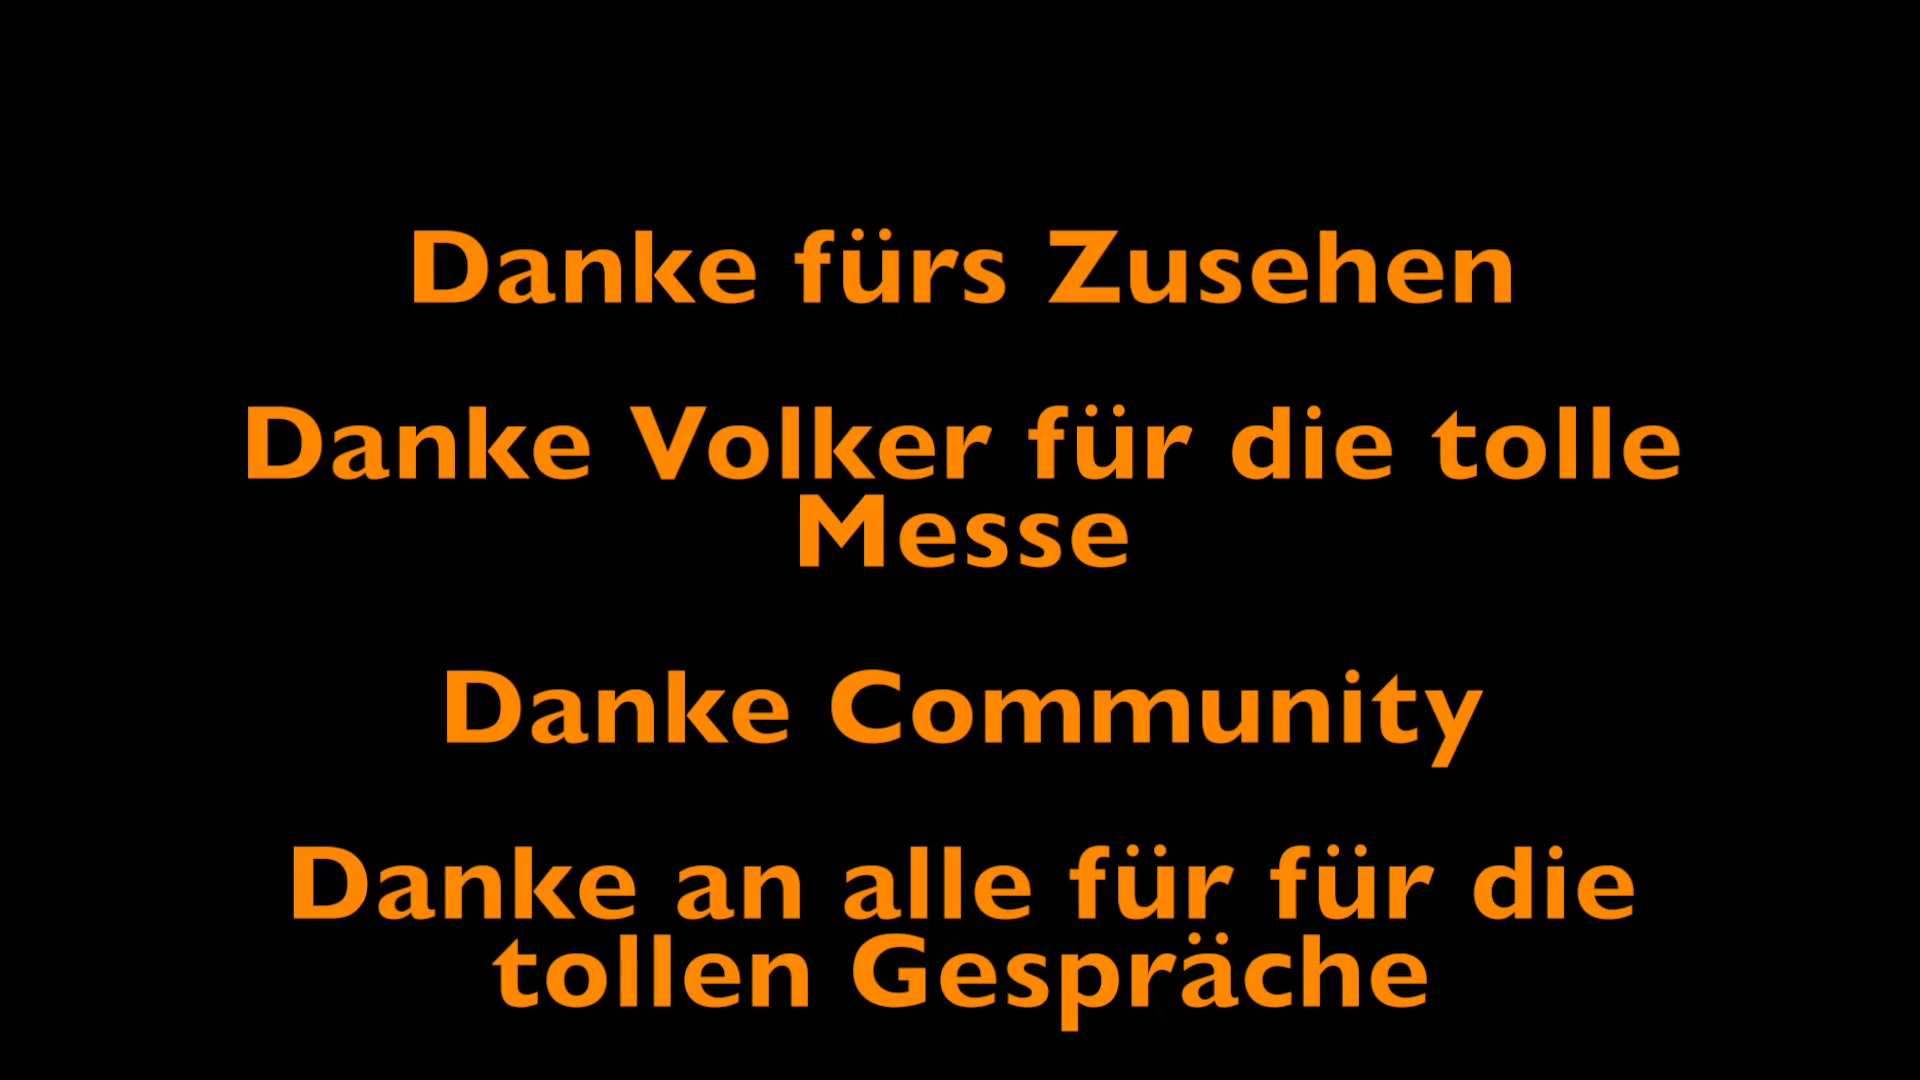 Danke fürs Zusehen
Danke Volker für die tolle
Messe
Danke Community
Danke an alle für für die
tollen Gespräche